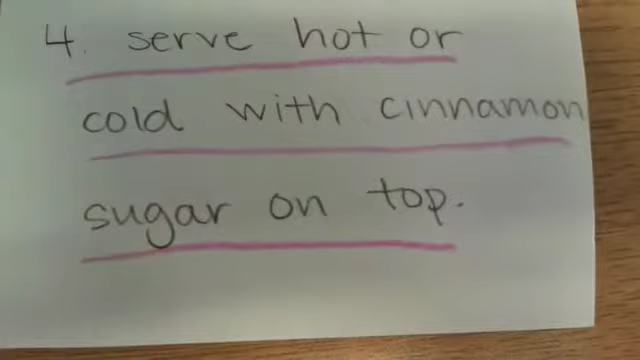 4. serve hot or
cold with cinnamon
sugar on top.